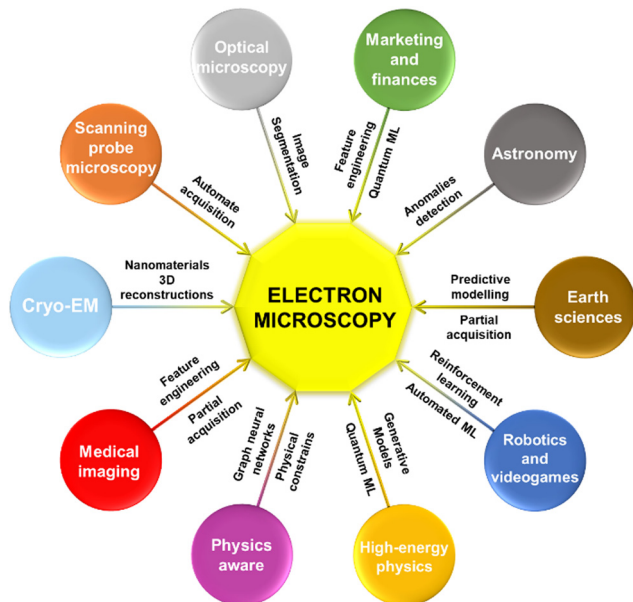 Optical
microscopy
Marketing
and
finances
Scanning
probe
microscopy
Astronomy
Image
Segmentation
Feature
engineering
Quantum ML
Automate
acquisition
Anomalies
detection
Cryo-EM
Nanomaterials
3D
reconstructions
ELECTRON
MICROSCOPY
Predictive
modelling
Partial
acquisition
Earth
sciences
Feature
engineering
Partial
acquisition
Reinforcement
learning
Automated ML
Medical
imaging
Graph neural
networks
Physical
constrains
Generative
Models
Quantum ML
Robotics
and
videogames
Physics
aware
High-energy
physics